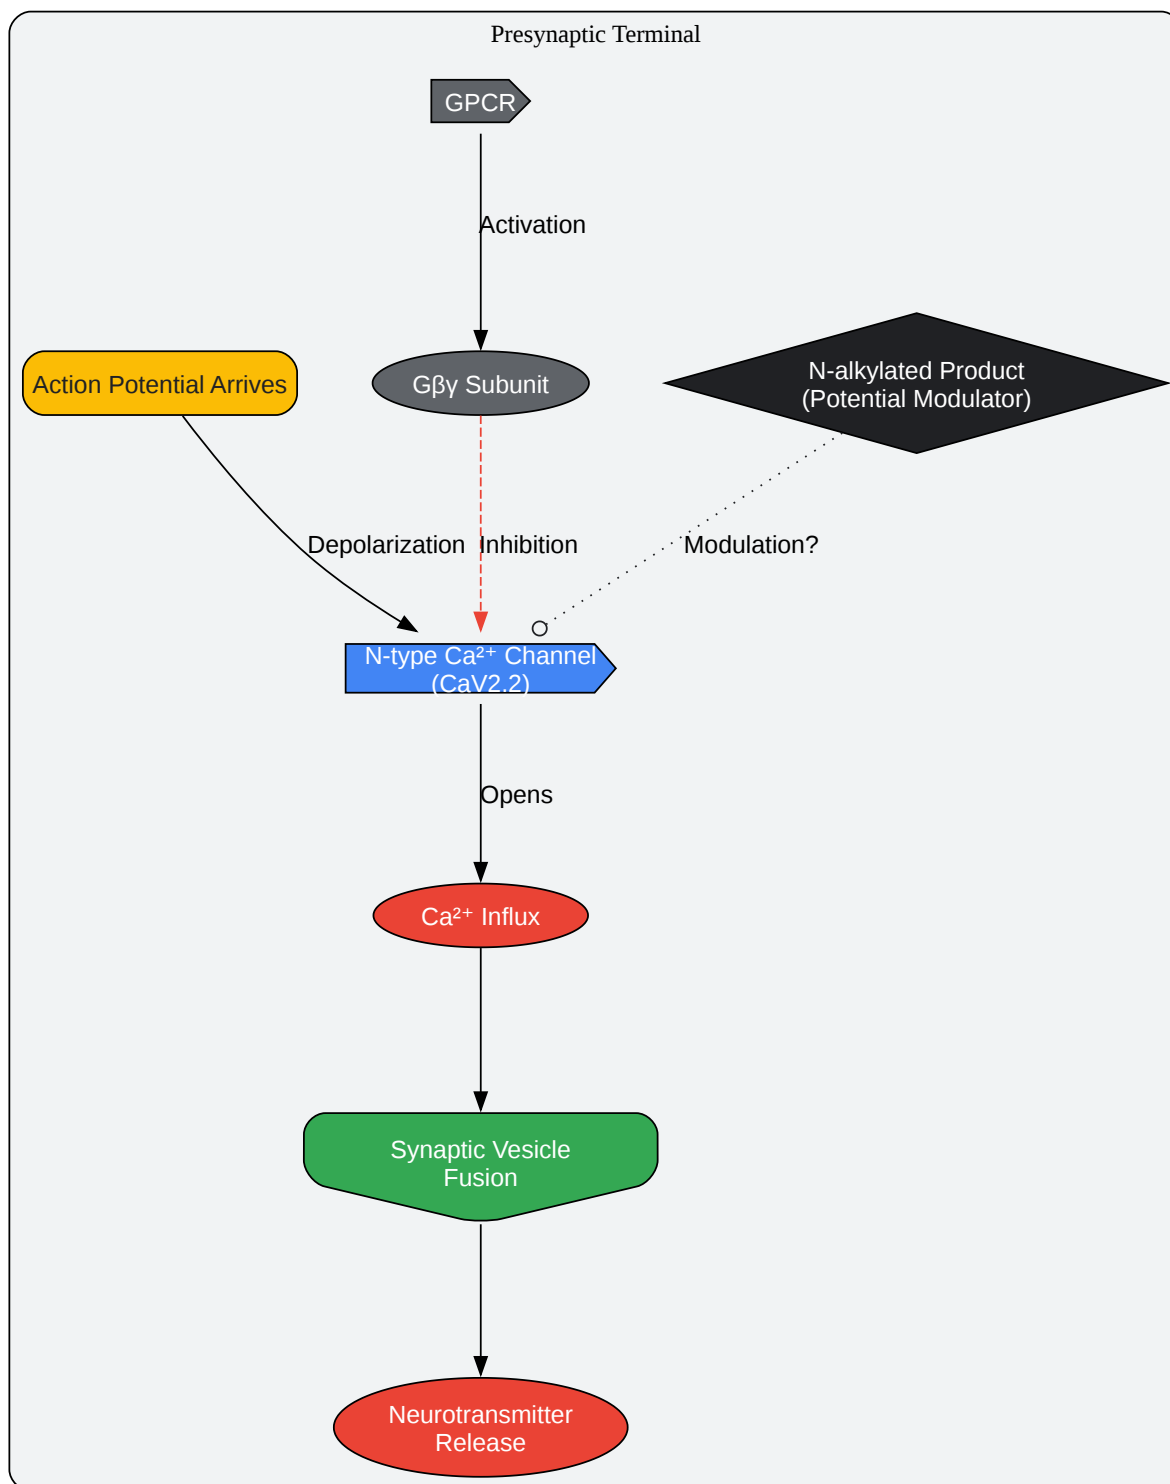 Presynaptic Terminal
GPCR
Activation
Action Potential Arrives
Gβγ Subunit
N-alkylated Product
(Potential Modulator)
Depolarization
Inhibition
Modulation?
N-type Ca²⁺ Channel
(CaV2.2)
Opens
Ca²⁺ Influx
Synaptic Vesicle
Fusion
Neurotransmitter
Release